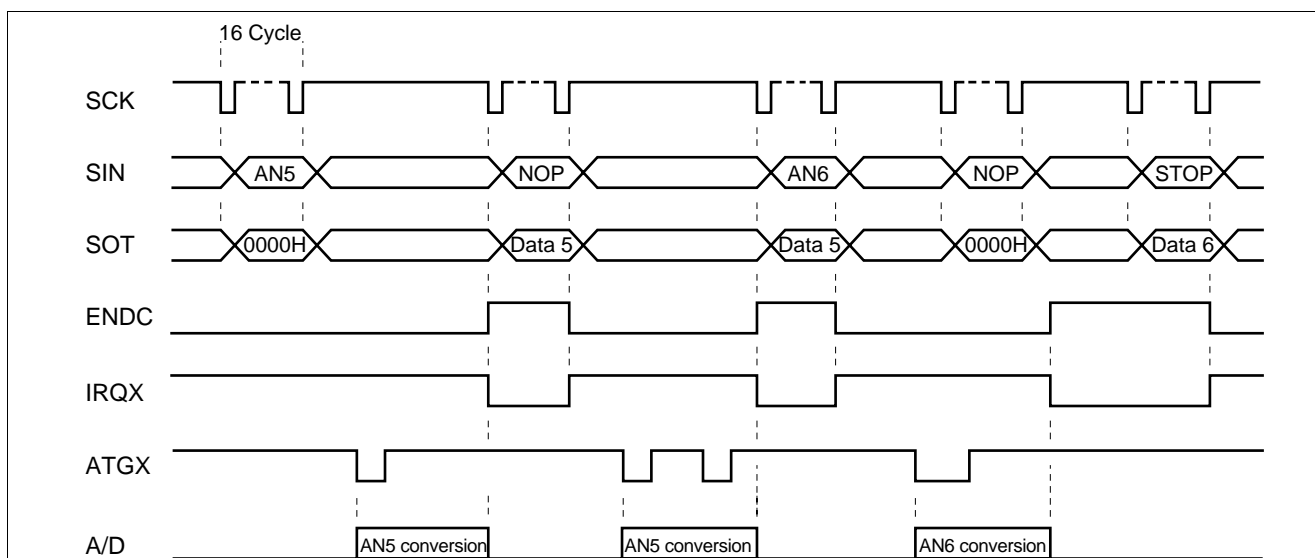 16 Cycle
SCK
SIN AN5 NOP AN6 NOP STOP
SOT 0000H Data 5 Data 5 0000H Data 6
ENDC
IRQX
ATGX
A/D AN5 conversion AN5 conversion AN6 conversion